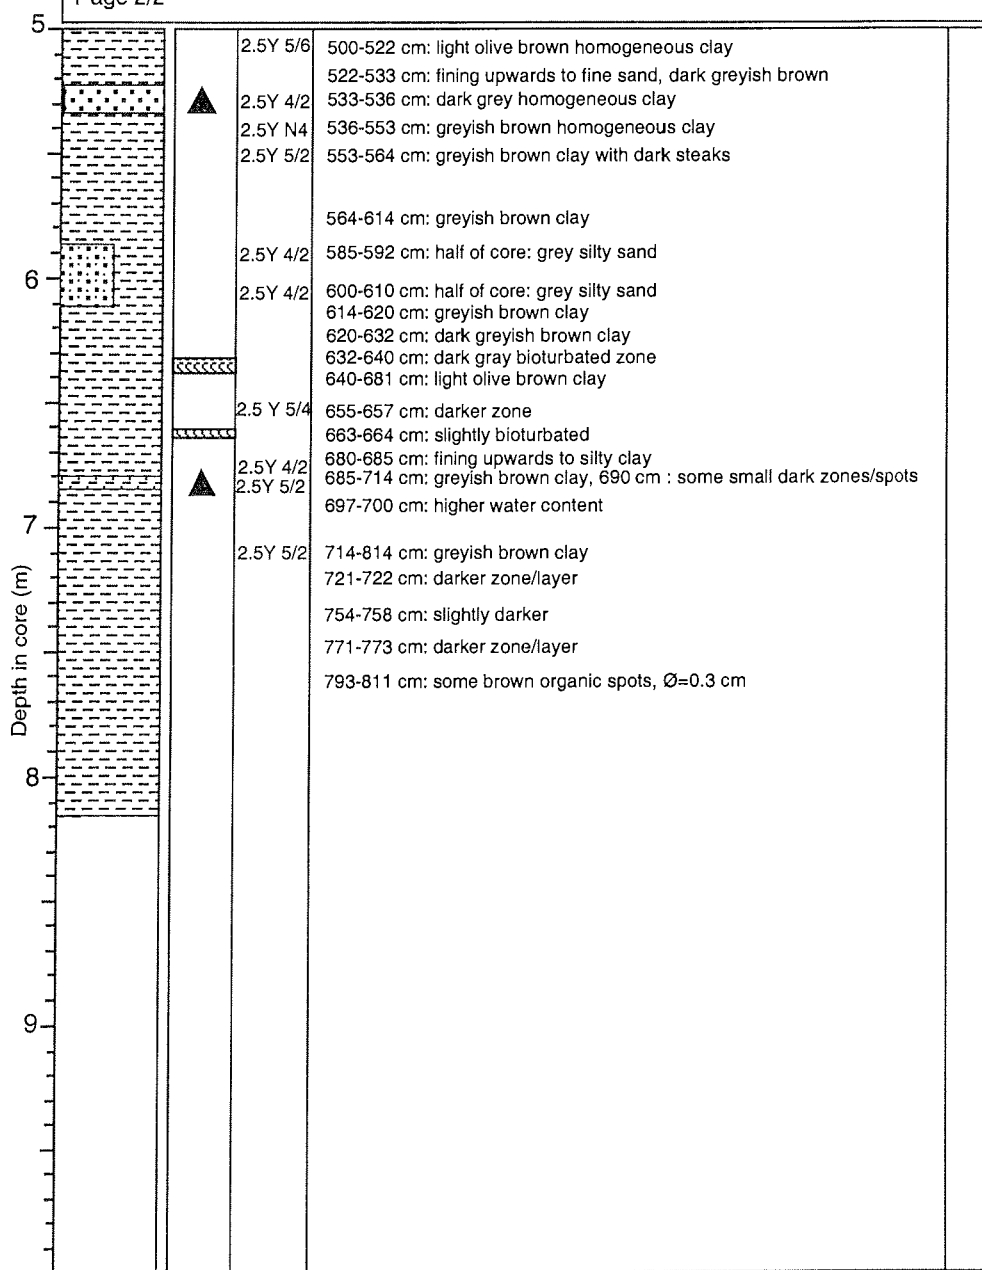 Page 2/2
5
2.5Y 5/6 500-522 cm: light olive brown homogeneous clay
522-533 cm: fining upwards to fine sand, dark greyish brown
2.5Y 4/2 533-536 cm: dark grey homogeneous clay
2.5Y N4 536-553 cm: greyish brown homogeneous clay
2.5Y 5/2 553-564 cm: greyish brown clay with dark steaks
564-614 cm: greyish brown clay
2.5Y 4/2 585-592 cm: half of core: grey silty sand
6
2.5Y 4/2 600-610 cm: half of core: grey silty sand
614-620 cm: greyish brown clay
620-632 cm: dark greyish brown clay
632-640 cm: dark gray bioturbated zone
640-681 cm: light olive brown clay
2.5 Y 5/4 655-657 cm: darker zone
663-664 cm: slightly bioturbated
2.5Y 4/2 680-685 cm: fining upwards to silty clay
2.5Y 5/2 685-714 cm: greyish brown clay, 690 cm : some small dark zones/spots
697-700 cm: higher water content
7
2.5Y 5/2 714-814 cm: greyish brown clay
721-722 cm: darker zone/layer
754-758 cm: slightly darker
771-773 cm: darker zone/layer
793-811 cm: some brown organic spots, Ø=0.3 cm
Depth in core (m)
8
9